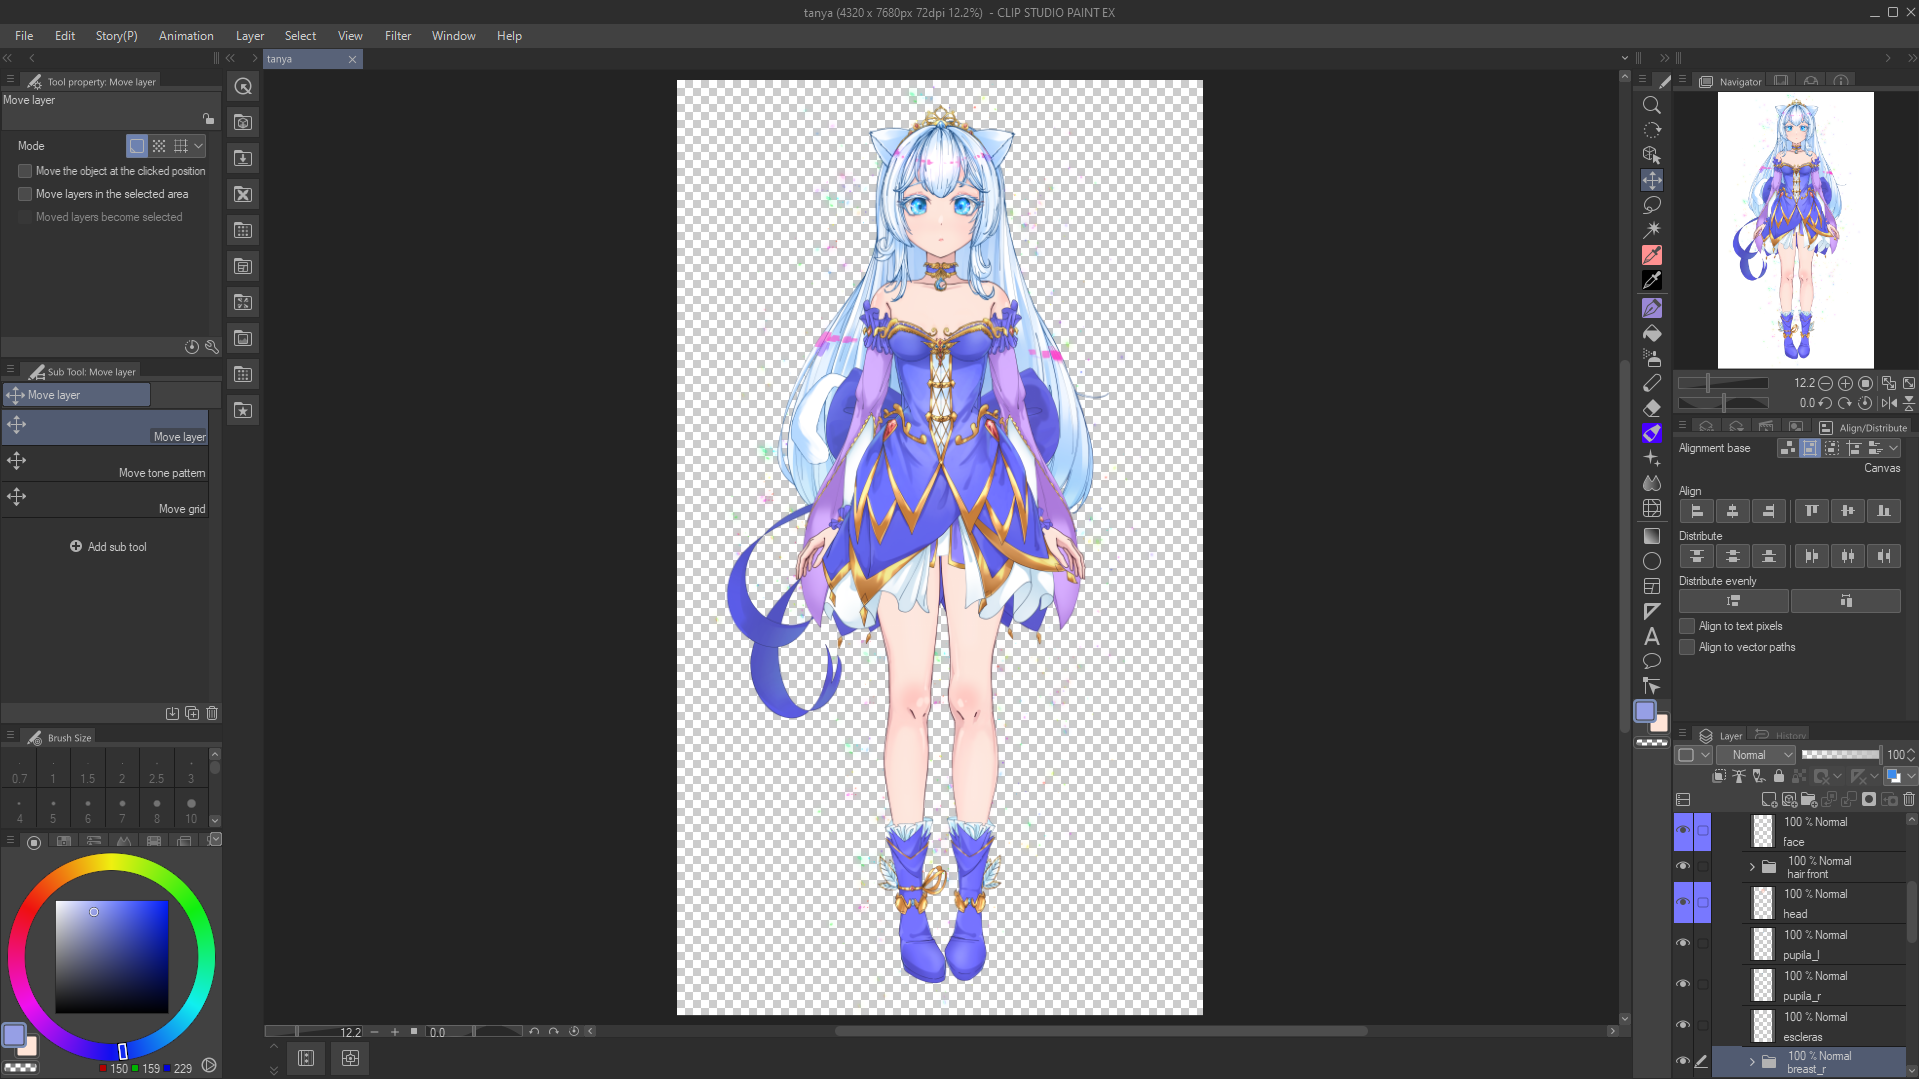 tanya (4320 x 7680px 72dpi 12.2%)  - CLIP STUDIO PAINT EX
File Edit Story(P) Animation Layer Select View Filter Window Help
tanya
Tool property: Move layer
Move layer
Mode
Move the object at the clicked position
Move layers in the selected area
Moved layers become selected
Sub Tool: Move layer
Move layer
Move layer
Move tone pattern
Move grid
Add sub tool
Brush Size
0.7 1 1.5 2 2.5 3
4 5 6 7 8 10
150 159 229
12.2 0.0
Navigator
12.2
0.0
Align/Distribute
Alignment base
Canvas
Align
Distribute
Distribute evenly
Align to text pixels
Align to vector paths
Layer History
Normal 100
100 % Normal
face
100 % Normal
hair front
100 % Normal
head
100 % Normal
pupila_l
100 % Normal
pupila_r
100 % Normal
escleras
100 % Normal
breast_r